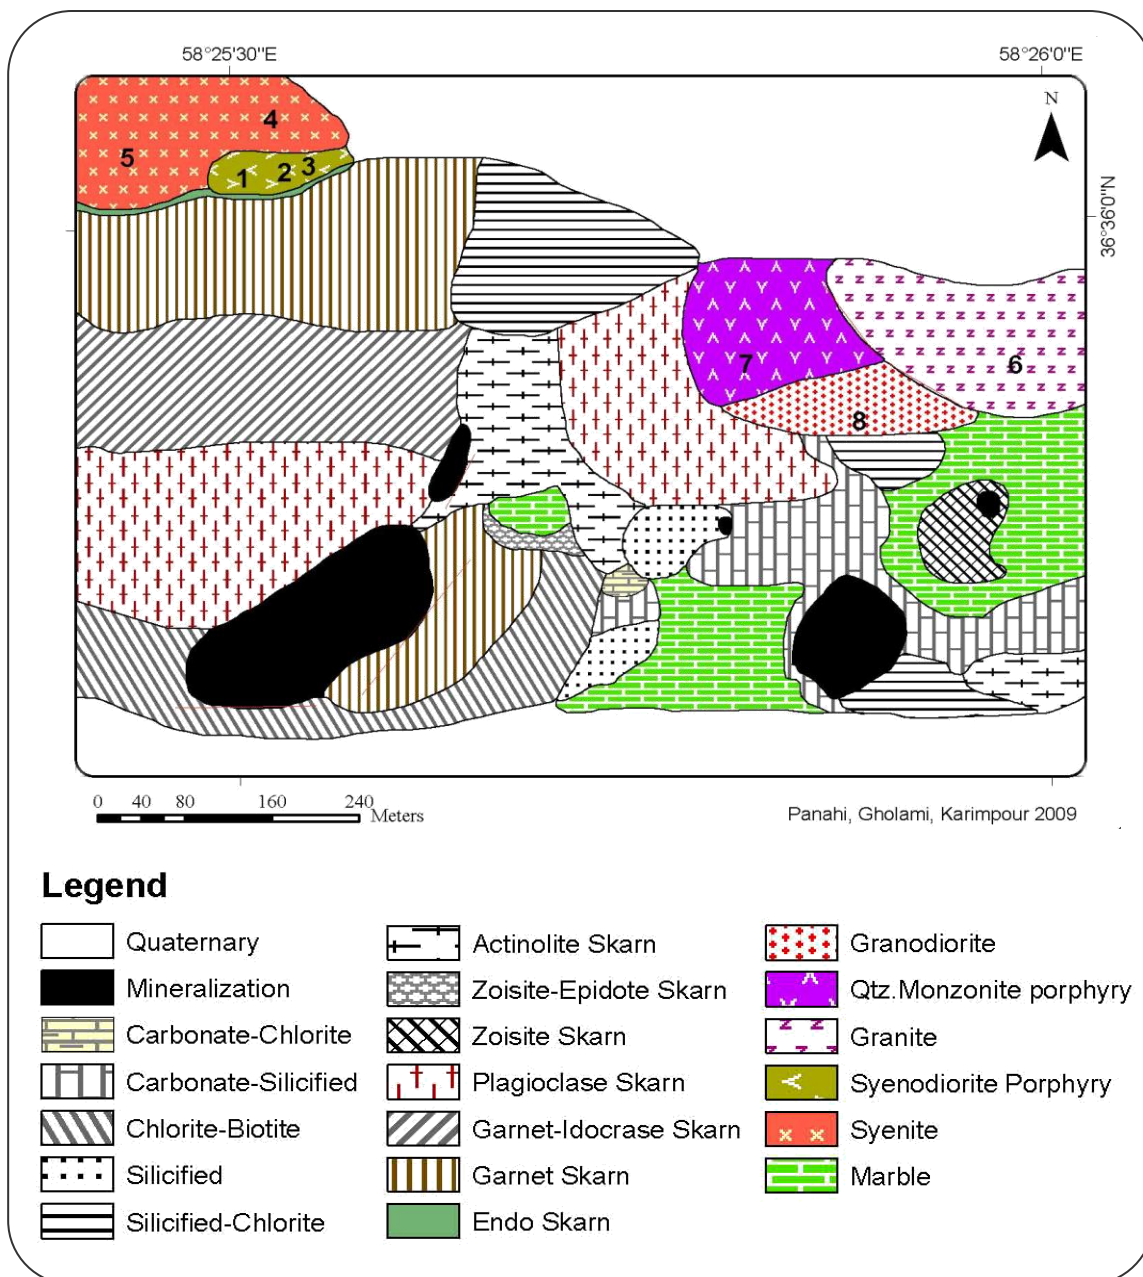 58°25'30"E 58°26'0"E
N
36°36'0"N
4
5
1 2 3
7
6
8
0 40 80 160 240
Meters
Panahi, Gholami, Karimpour 2009
Legend
Quaternary
Mineralization
Carbonate-Chlorite
Carbonate-Silicified
Chlorite-Biotite
Silicified
Silicified-Chlorite
Actinolite Skarn
Zoisite-Epidote Skarn
Zoisite Skarn
Plagioclase Skarn
Garnet-Idocrase Skarn
Garnet Skarn
Endo Skarn
Granodiorite
Qtz.Monzonite porphyry
Granite
Syenodiorite Porphyry
Syenite
Marble